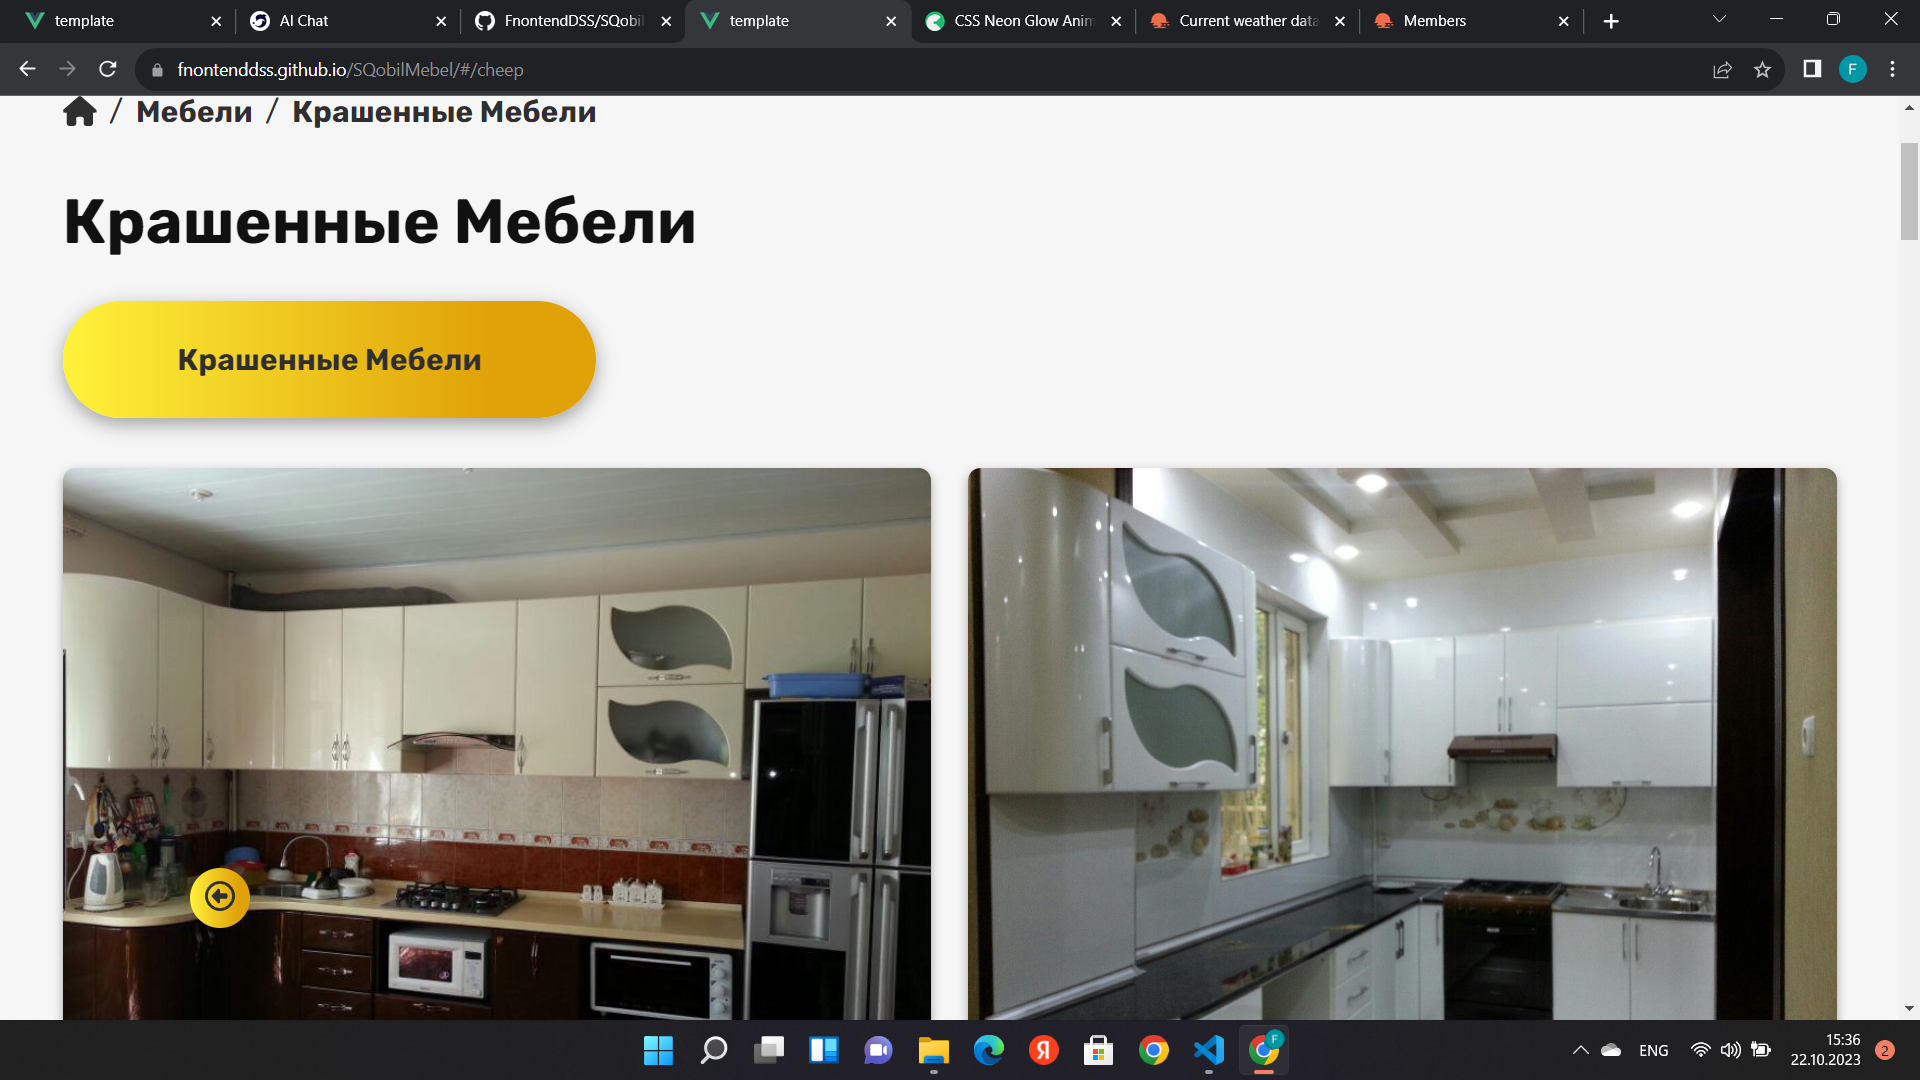 template
AI Chat
FnontendDSS/SQobil
template
CSS Neon Glow Anim
Current weather data
Members
fnontenddss.github.io/SQobilMebel/#/cheep
F
/ Мебели / Крашенные Мебели
Крашенные Мебели
Крашенные Мебели
Я
F
ENG
15:36
22.10.2023
2